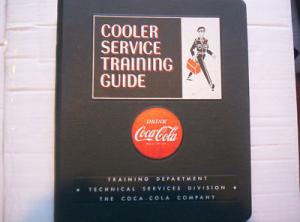 COOLER
SERVICE
TRAINING
GUIDE
DRINK
Coca-Cola
TRAINING DEPARTMENT
TECHNICAL SERVICES DIVISION
THE COCA-COLA COMPANY